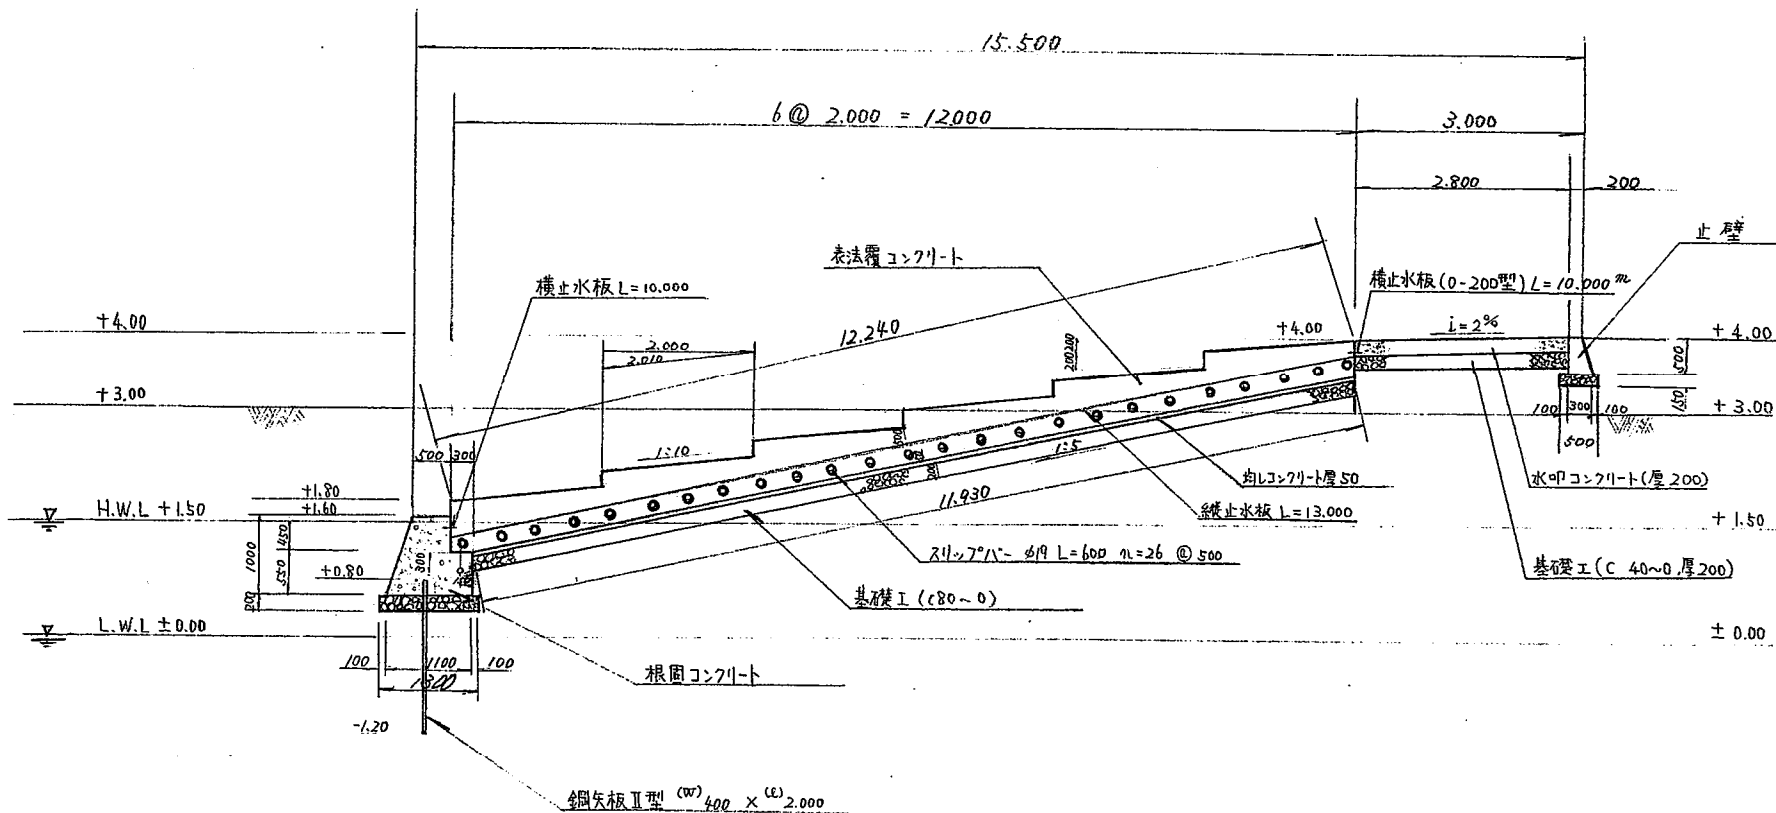 15.500
6 @ 2.000 = 12.000
3.000
2.800
200
止壁
表法覆コンクリート
横止水板 L=10.000
横止水板(0-200型) L=10.000 m
+4.00
12.240
+4.00
i=2%
+4.00
2.000
2.010
200 200
500
150
+3.00
+3.00
100 300 100
500
500 300
1:10
1:5
200
+1.80
+1.60
H.W.L +1.50
+1.50
均しコンクリート厚50
水叩コンクリート(厚200)
縦止水板 L=13.000
11.930
スリップバー φ19 L=600 n=26 @ 500
基礎工(C 40~0,厚200)
基礎工(C80~0)
1000
450
550
300
+0.80
200
L.W.L ±0.00
±0.00
100 1100 100
1300
根固コンクリート
-1.20
鋼矢板Ⅱ型 (W)400 × (L)2.000